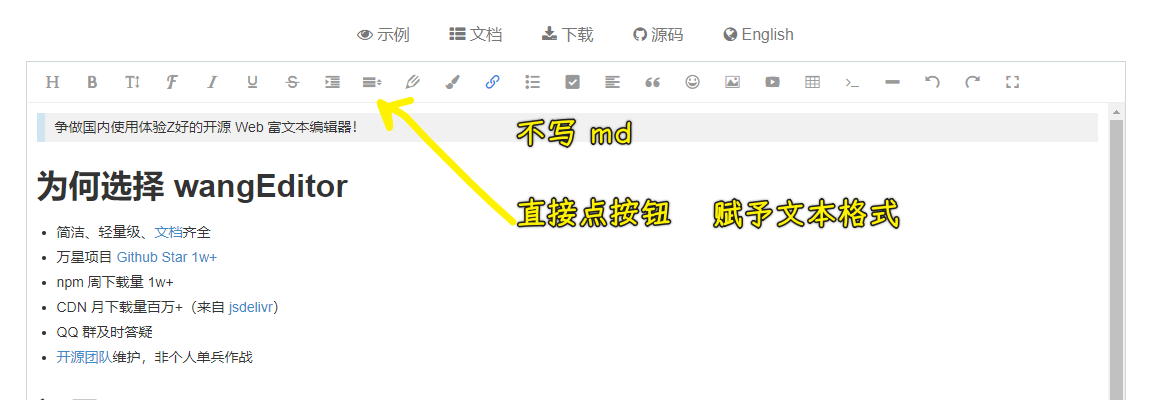 示例 文档 下载 源码 English
H B T F I U S
争做国内使用体验Z好的开源 Web 富文本编辑器！
不写 md
为何选择 wangEditor
直接点按钮 赋予文本格式
简洁、轻量级、文档齐全
万星项目 Github Star 1w+
npm 周下载量 1w+
CDN 月下载量百万+（来自 jsdelivr）
QQ 群及时答疑
开源团队维护，非个人单兵作战